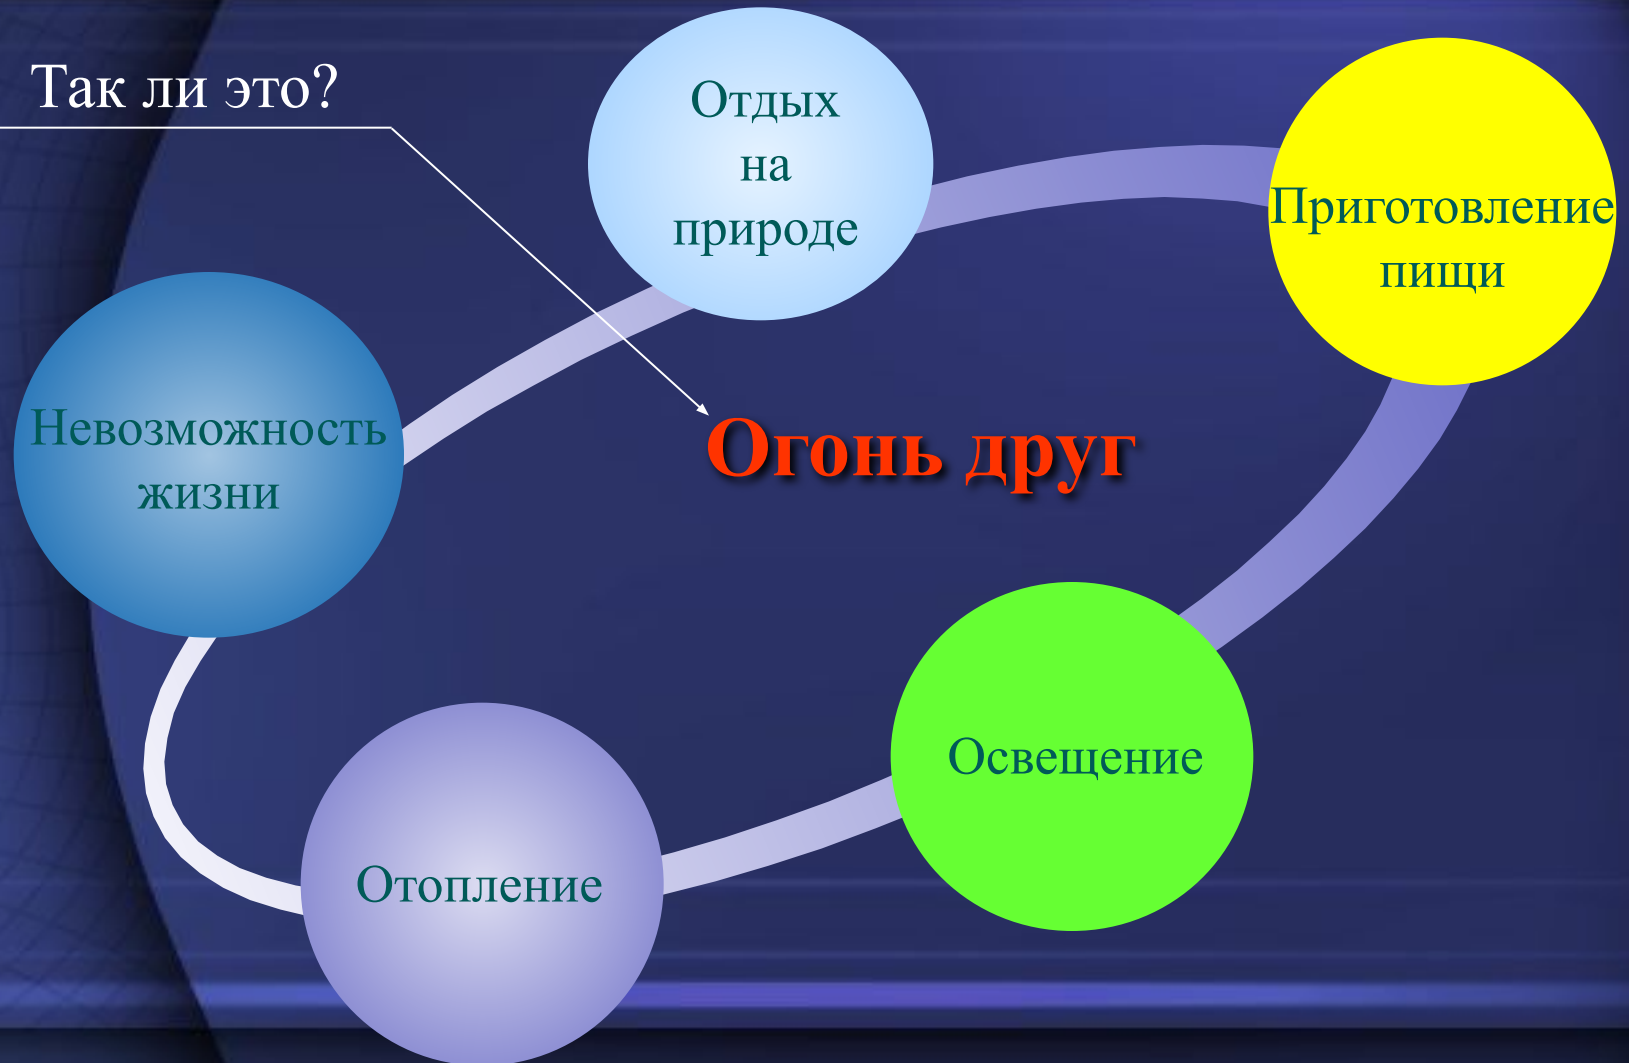 Так ли это?
Отдых
на
природе
Приготовление
пищи
Невозможность
жизни
Огонь друг
Освещение
Отопление